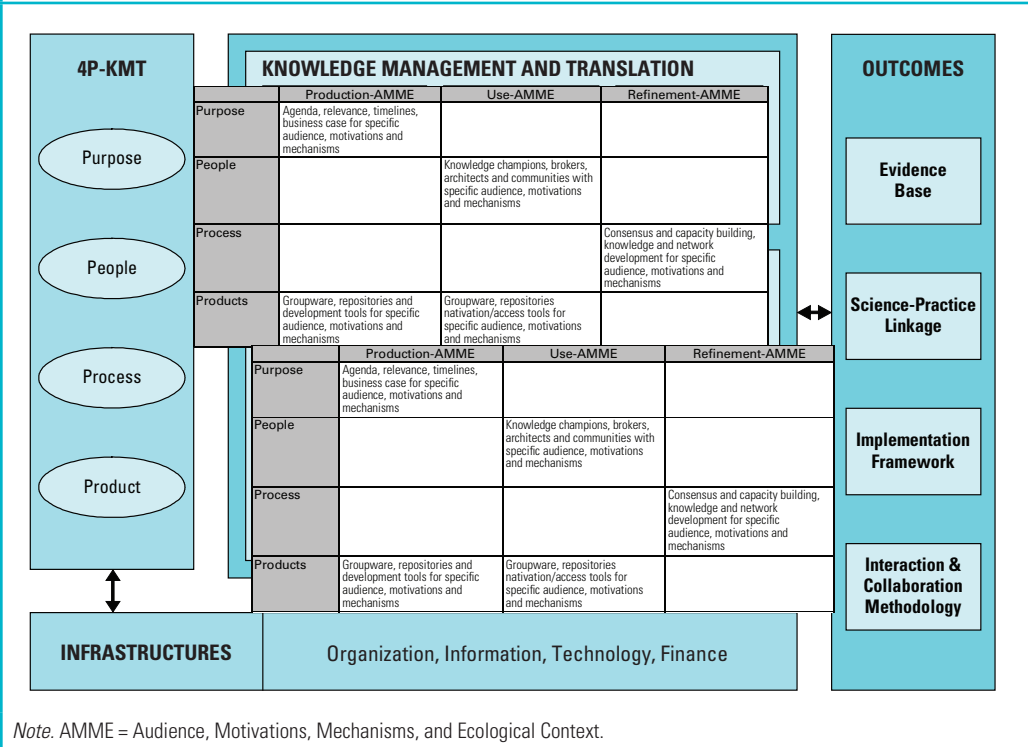 4P-KMT
Purpose
People
Process
Product
KNOWLEDGE MANAGEMENT AND TRANSLATION
Production-AMME Use-AMME Refinement-AMME
Purpose
Agenda, relevance, timelines,
business case for specific
audience, motivations and
mechanisms
People
Knowledge champions, brokers,
architects and communities with
specific audience, motivations
and mechanisms
Process
Consensus and capacity building,
knowledge and network
development for specific
audience, motivations and
mechanisms
Products
Groupware, repositories and
development tools for specific
audience, motivations and
mechanisms
Groupware, repositories
nativation/access tools for
specific audience, motivations
and mechanisms
Production-AMME Use-AMME Refinement-AMME
Purpose
Agenda, relevance, timelines,
business case for specific
audience, motivations and
mechanisms
People
Knowledge champions, brokers,
architects and communities with
specific audience, motivations
and mechanisms
Process
Consensus and capacity building,
knowledge and network
development for specific
audience, motivations and
mechanisms
Products
Groupware, repositories and
development tools for specific
audience, motivations and
mechanisms
Groupware, repositories
nativation/access tools for
specific audience, motivations
and mechanisms
OUTCOMES
Evidence
Base
Science-Practice
Linkage
Implementation
Framework
Interaction &
Collaboration
Methodology
INFRASTRUCTURES
Organization, Information, Technology, Finance
Note. AMME = Audience, Motivations, Mechanisms, and Ecological Context.